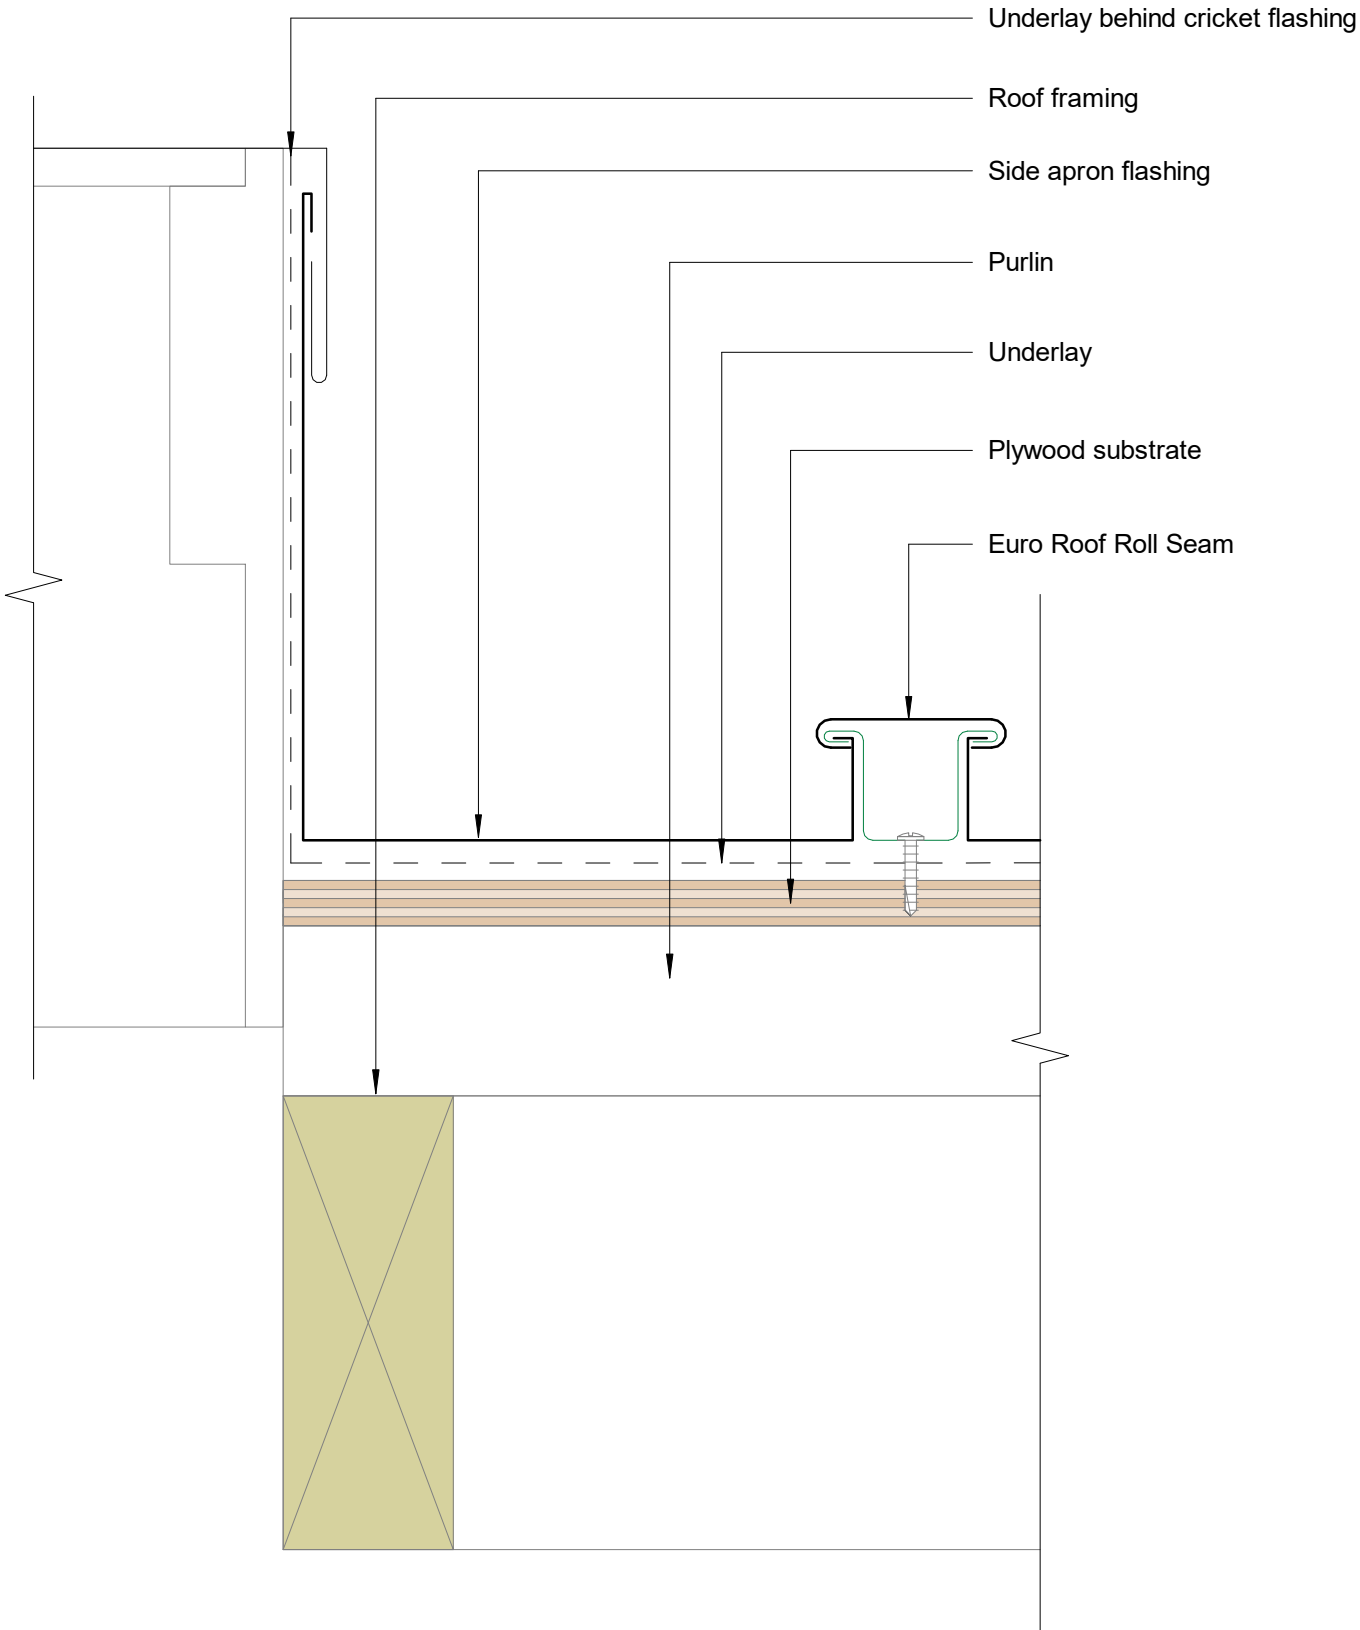 Underlay behind cricket flashing
Roof framing
Side apron flashing
Purlin
Underlay
Plywood substrate
Euro Roof Roll Seam